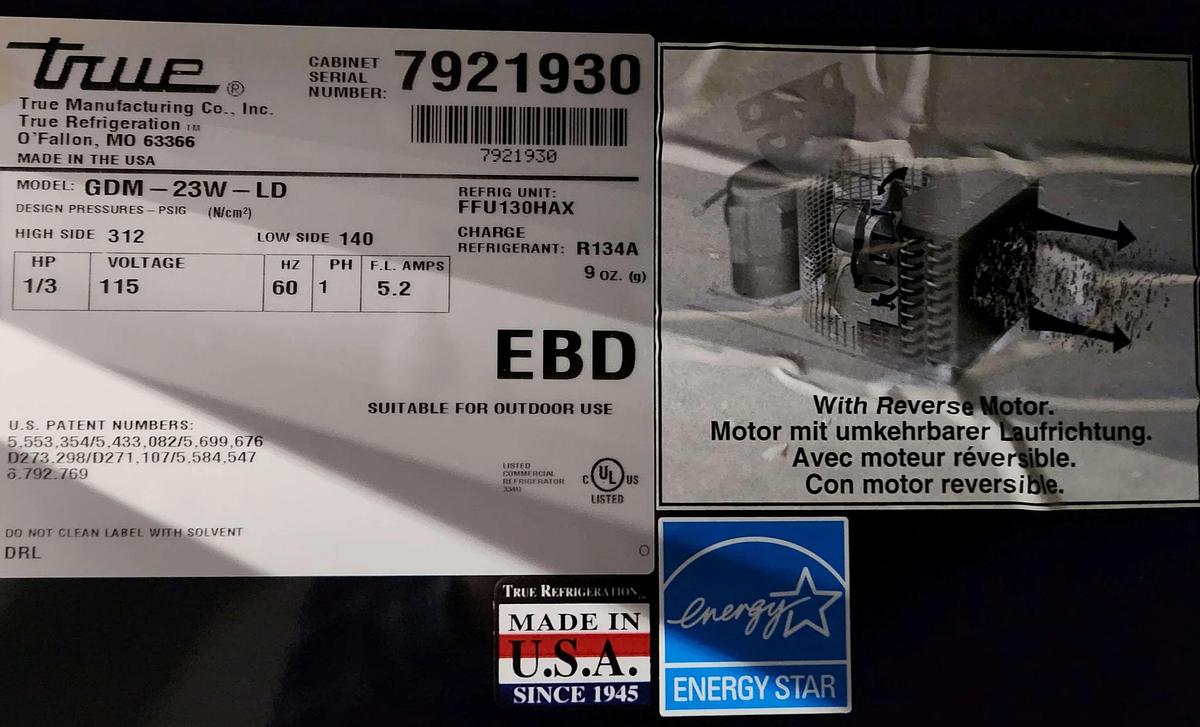 true®
True Manufacturing Co., Inc.
True Refrigeration TM
O'Fallon, MO 63366
MADE IN THE USA
CABINET
SERIAL
NUMBER: 7921930
7921930
MODEL: GDM-23W-LD
DESIGN PRESSURES-PSIG (N/cm²)
HIGH SIDE 312 LOW SIDE 140
REFRIG UNIT:
FFU130HAX
CHARGE
REFRIGERANT: R134A
9 OZ. (g)
HP VOLTAGE HZ PH F.L. AMPS
1/3 115 60 1 5.2
EBD
SUITABLE FOR OUTDOOR USE
U.S. PATENT NUMBERS:
5,553,354/5,433,082/5,699,676
D273,298/D271,107/5,584,547
6.792.769
LISTED
COMMERCIAL
REFRIGERATOR
C UL US
LISTED
DO NOT CLEAN LABEL WITH SOLVENT
DRL
With Reverse Motor.
Motor mit umkehrbarer Laufrichtung.
Avec moteur réversible.
Con motor reversible.
TRUE REFRIGERATION
MADE IN
U.S.A.
SINCE 1945
energy
ENERGY STAR